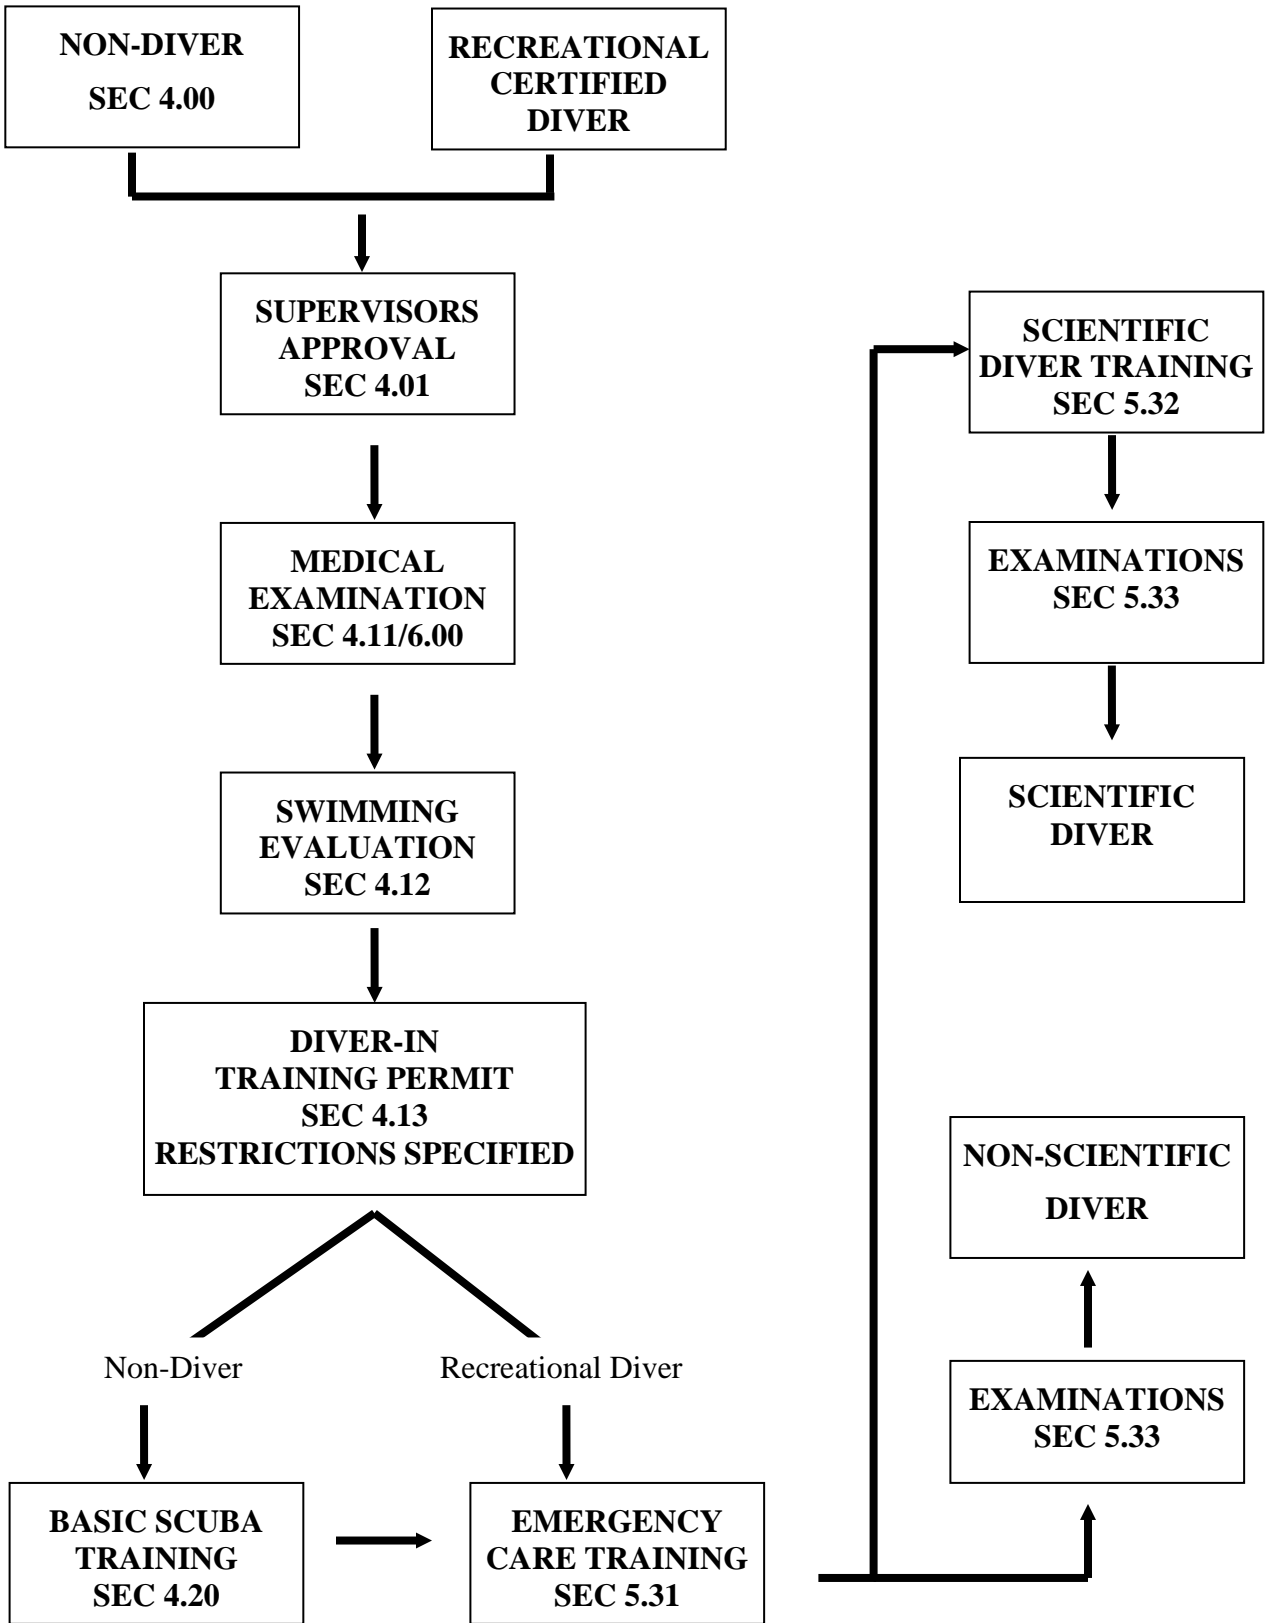 NON-DIVER
SEC 4.00
RECREATIONAL
CERTIFIED
DIVER
SUPERVISORS
APPROVAL
SEC 4.01
MEDICAL
EXAMINATION
SEC 4.11/6.00
SWIMMING
EVALUATION
SEC 4.12
DIVER-IN
TRAINING PERMIT
SEC 4.13
RESTRICTIONS SPECIFIED
Non-Diver
Recreational Diver
BASIC SCUBA
TRAINING
SEC 4.20
EMERGENCY
CARE TRAINING
SEC 5.31
SCIENTIFIC
DIVER TRAINING
SEC 5.32
EXAMINATIONS
SEC 5.33
SCIENTIFIC
DIVER
NON-SCIENTIFIC
DIVER
EXAMINATIONS
SEC 5.33